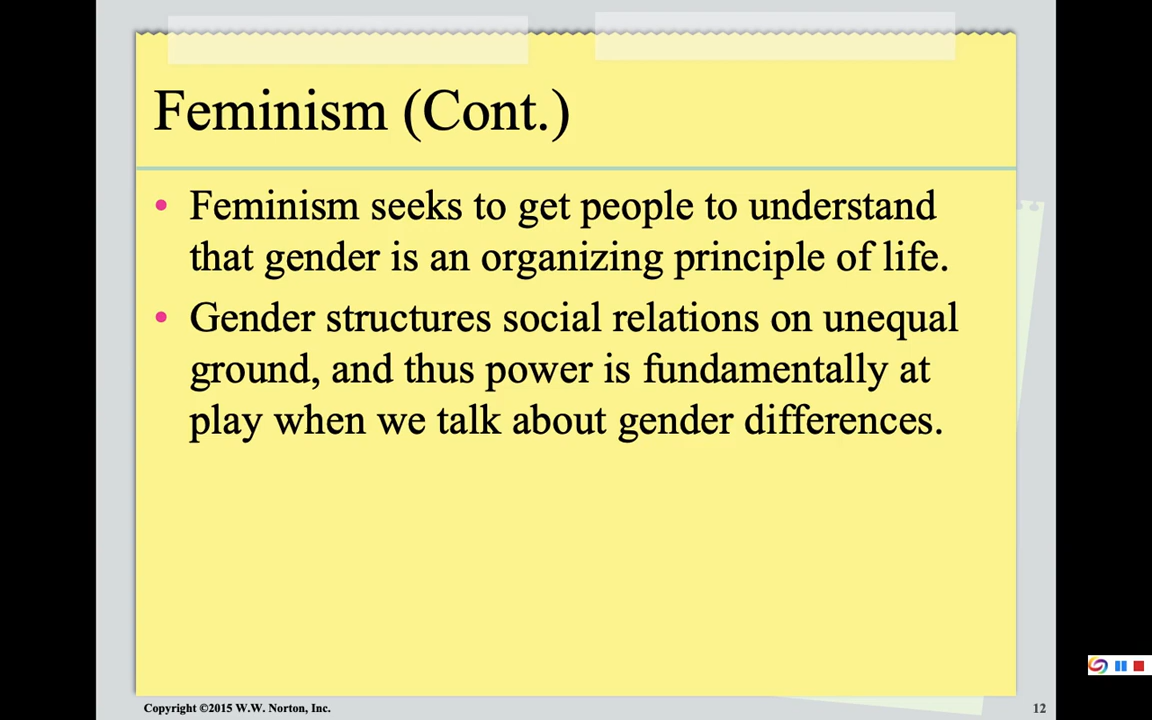 Feminism (Cont.)
• Feminism seeks to get people to understand
that gender is an organizing principle of life.
• Gender structures social relations on unequal
ground, and thus power is fundamentally at
play when we talk about gender differences.
Copyright ©2015 W.W. Norton, Inc.
12